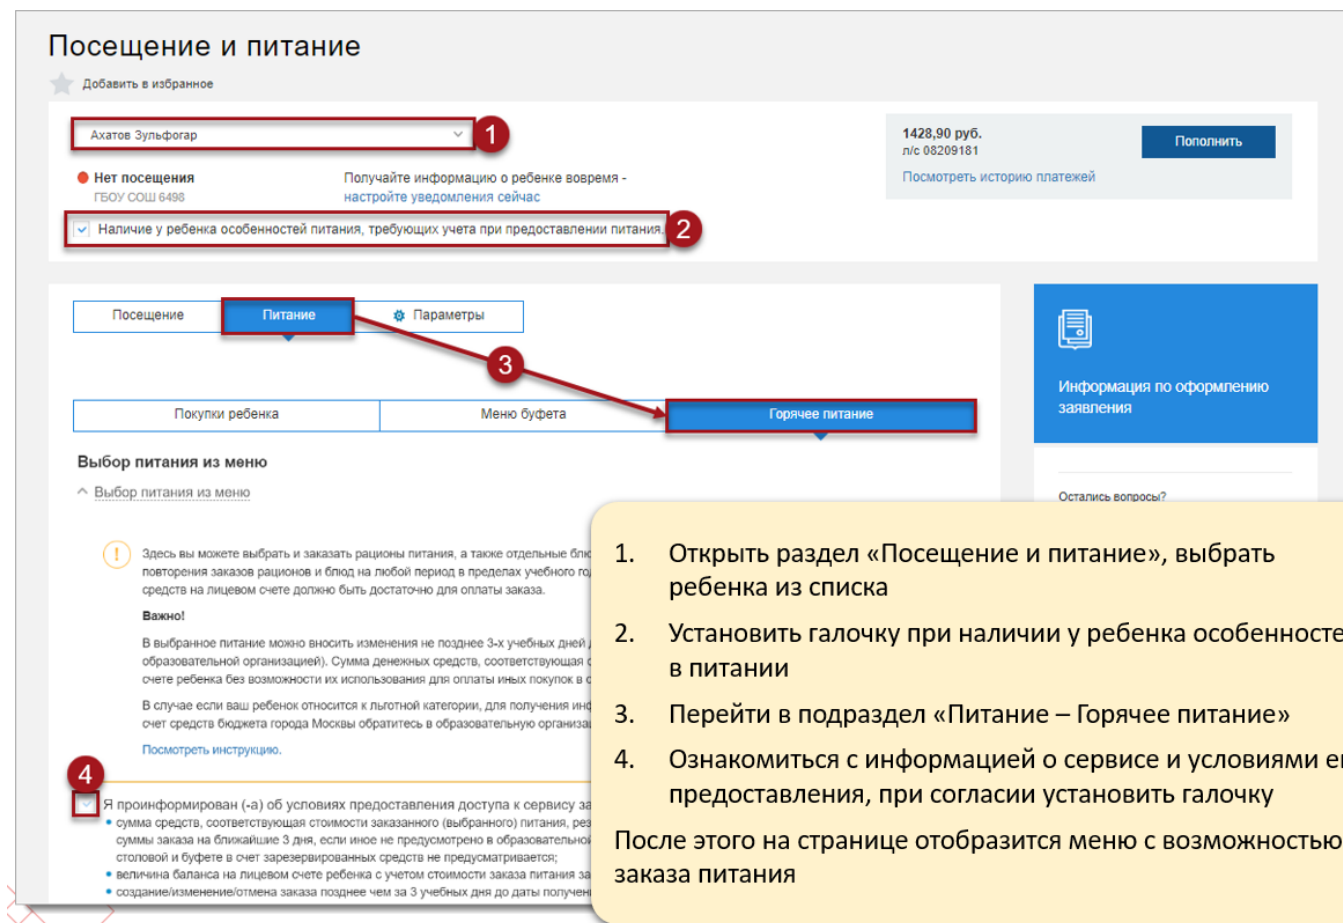 Посещение и питание
Добавить в избранное
Ахатов Зульфогар
1
1428,90 руб.
л/с 08209181
Пополнить
Посмотреть историю платежей
Нет посещения
ГБОУ СОШ 6498
Получайте информацию о ребенке вовремя -
настройте уведомления сейчас
Наличие у ребенка особенностей питания, требующих учета при предоставлении питания.
2
Посещение
Питание
Параметры
3
Информация по оформлению
заявления
Покупки ребенка
Меню буфета
Горячее питание
Выбор питания из меню
Выбор питания из меню
Остались вопросы?
Здесь вы можете выбрать и заказать рационы питания, а также отдельные
повторения заказов рационов и блюд на любой период в пределах учебного
средств на лицевом счете должно быть достаточно для оплаты заказа.
Важно!
В выбранное питание можно вносить изменения не позднее 3-х учебных дней
образовательной организацией). Сумма денежных средств, соответствующая
счете ребенка без возможности их использования для оплаты иных покупок в
В случае если ваш ребенок относится к льготной категории, для получения
счет средств бюджета города Москвы обратитесь в образовательную
Посмотреть инструкцию.
4
Я проинформирован (-а) об условиях предоставления доступа к сервису
• сумма средств, соответствующая стоимости заказанного (выбранного) питания,
суммы заказа на ближайшие 3 дня, если иное не предусмотрено в
столовой и буфете в счет зарезервированных средств не предусматривается;
• величина баланса на лицевом счете ребенка с учетом стоимости заказа питания
• создание/изменение/отмена заказа позднее чем за 3 учебных дня до даты
1. Открыть раздел «Посещение и питание», выбрать
ребенка из списка
2. Установить галочку при наличии у ребенка особенносте
в питании
3. Перейти в подраздел «Питание – Горячее питание»
4. Ознакомиться с информацией о сервисе и условиями
предоставления, при согласии установить галочку
После этого на странице отобразится меню с возможностью
заказа питания